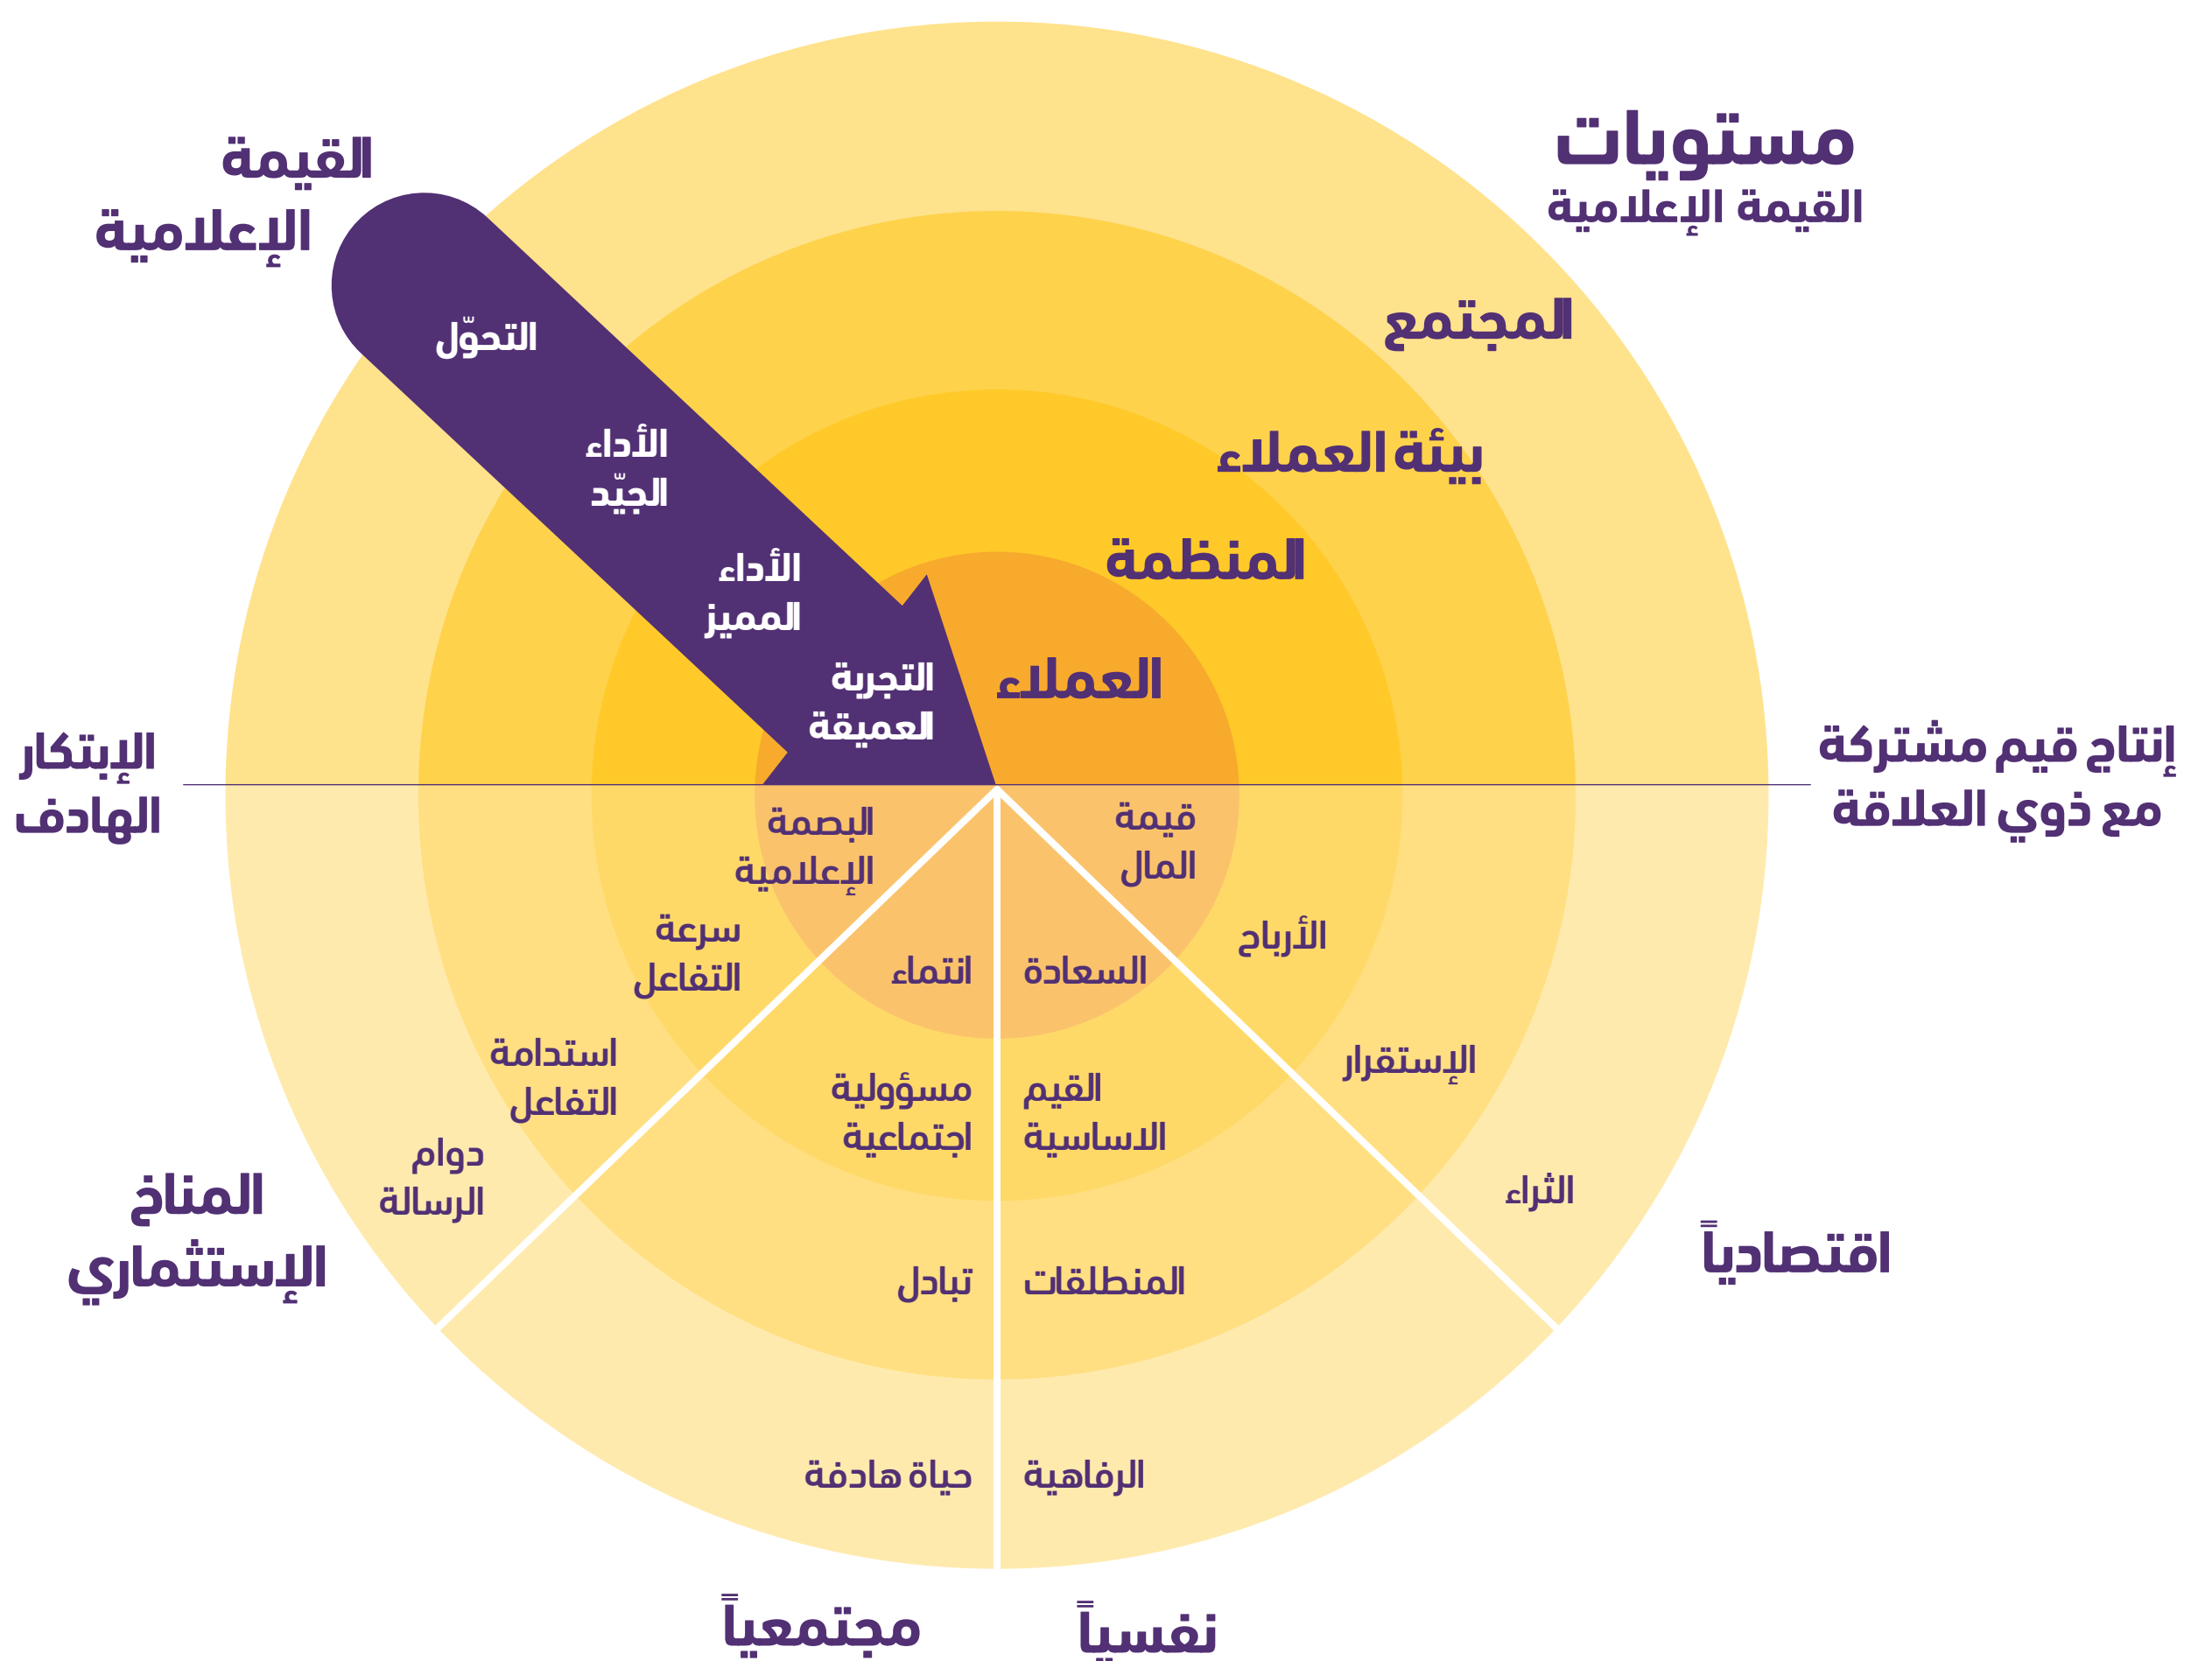 مستويات
القيمة الإعلامية
القيمة
الإعلامية
المجتمع
بيئة العملاء
المنظمة
العملاء
التحوّل
الأداء
الجيّد
الأداء
المميز
التجربة
العميقة
إنتاج قيم مشتركة
مع ذوي العلاقة
الإبتكار
الهادف
قيمة
المال
الأرباح
الإستقرار
الثراء
اقتصادياً
السعادة
القيم
الاساسية
المنطلقات
الرفاهية
نفسياً
انتماء
مسؤولية
اجتماعية
تبادل
حياة هادفة
مجتمعياً
البصمة
الإعلامية
سرعة
التفاعل
استدامة
التفاعل
دوام
الرسالة
المناخ
الإستثماري